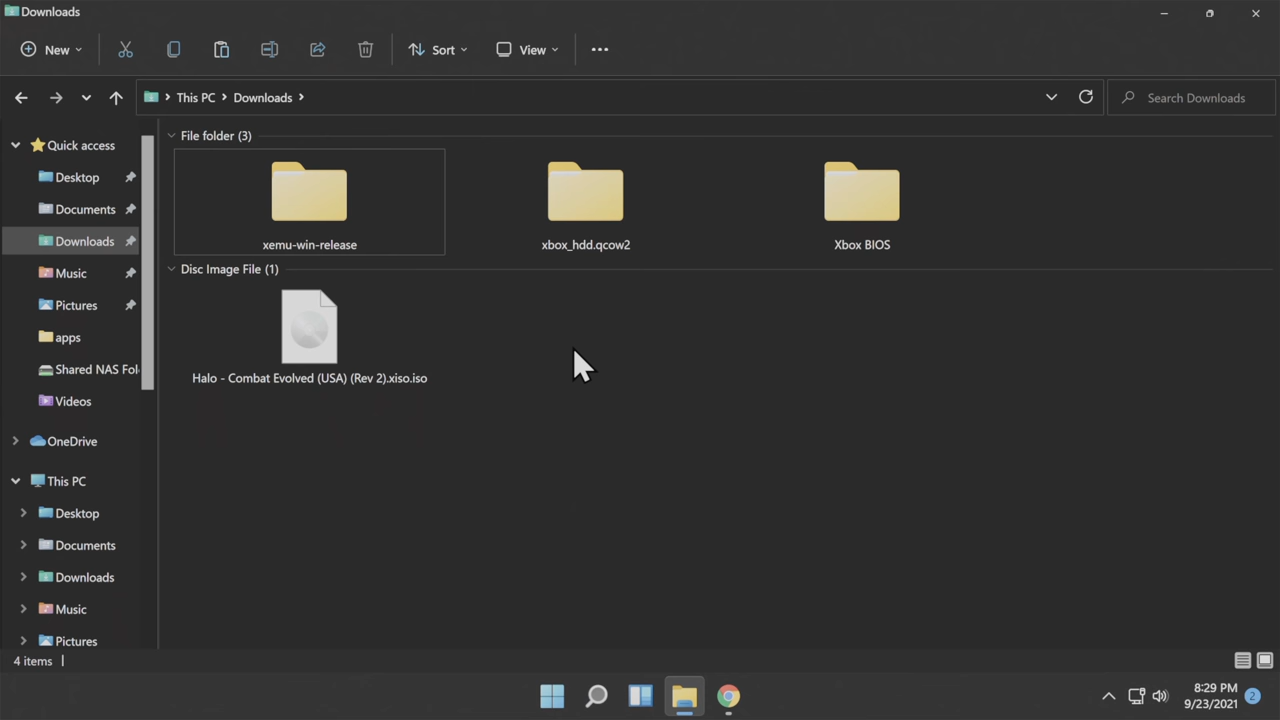 Downloads
New
Sort
View
This PC
Downloads
Search Downloads
Quick access
Desktop
Documents
Downloads
Music
Pictures
apps
Shared NAS Fol
Videos
OneDrive
This PC
Desktop
Documents
Downloads
Music
Pictures
File folder (3)
xemu-win-release
xbox_hdd.qcow2
Xbox BIOS
Disc Image File (1)
Halo - Combat Evolved (USA) (Rev 2).xiso.iso
4 items
8:29 PM
9/23/2021
2